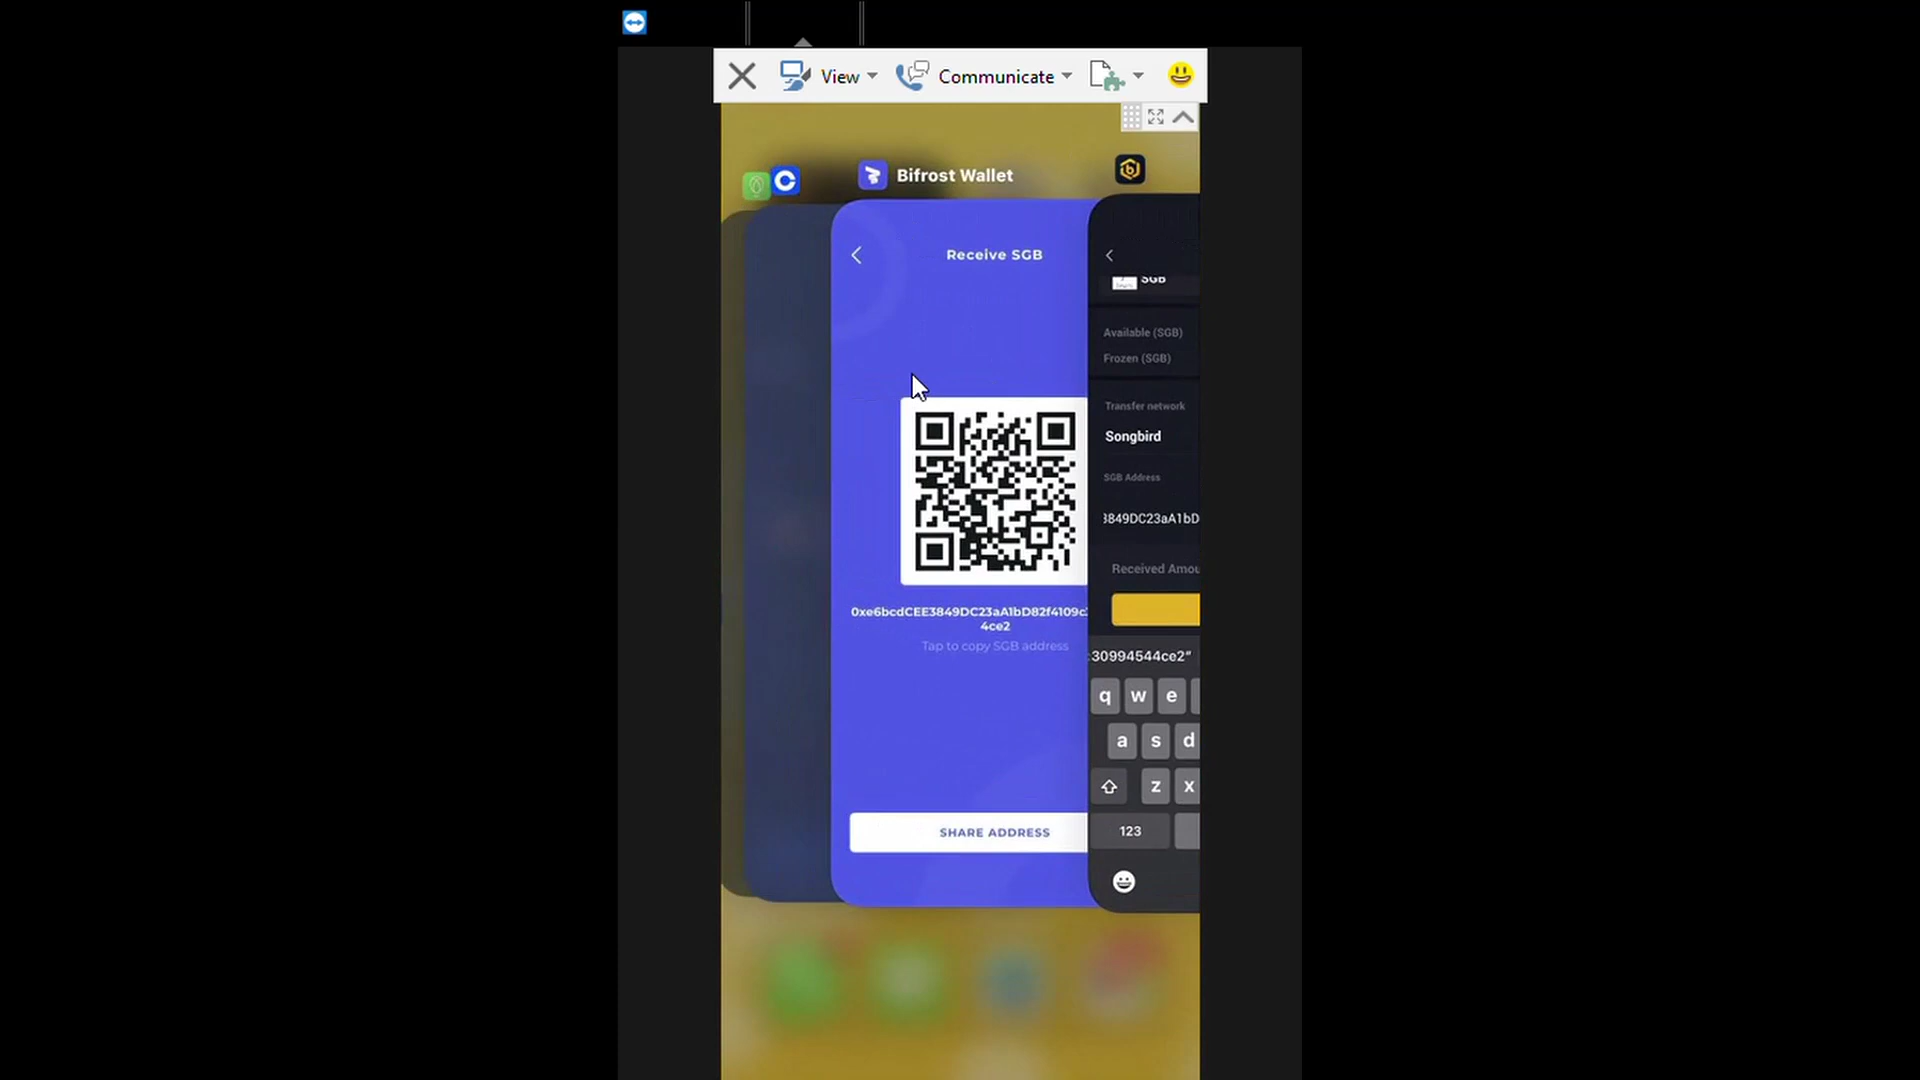 View
Communicate
Bifrost Wallet
Receive SGB
0xe6bcdCEE3849DC23aA1bD82f4109c
4ce2
Tap to copy SGB address
SHARE ADDRESS
SGB
Available (SGB)
Frozen (SGB)
Transfer network
Songbird
SGB Address
3849DC23aA1bD
Received Amou
30994544ce2"
q w e
a s d
z x
123